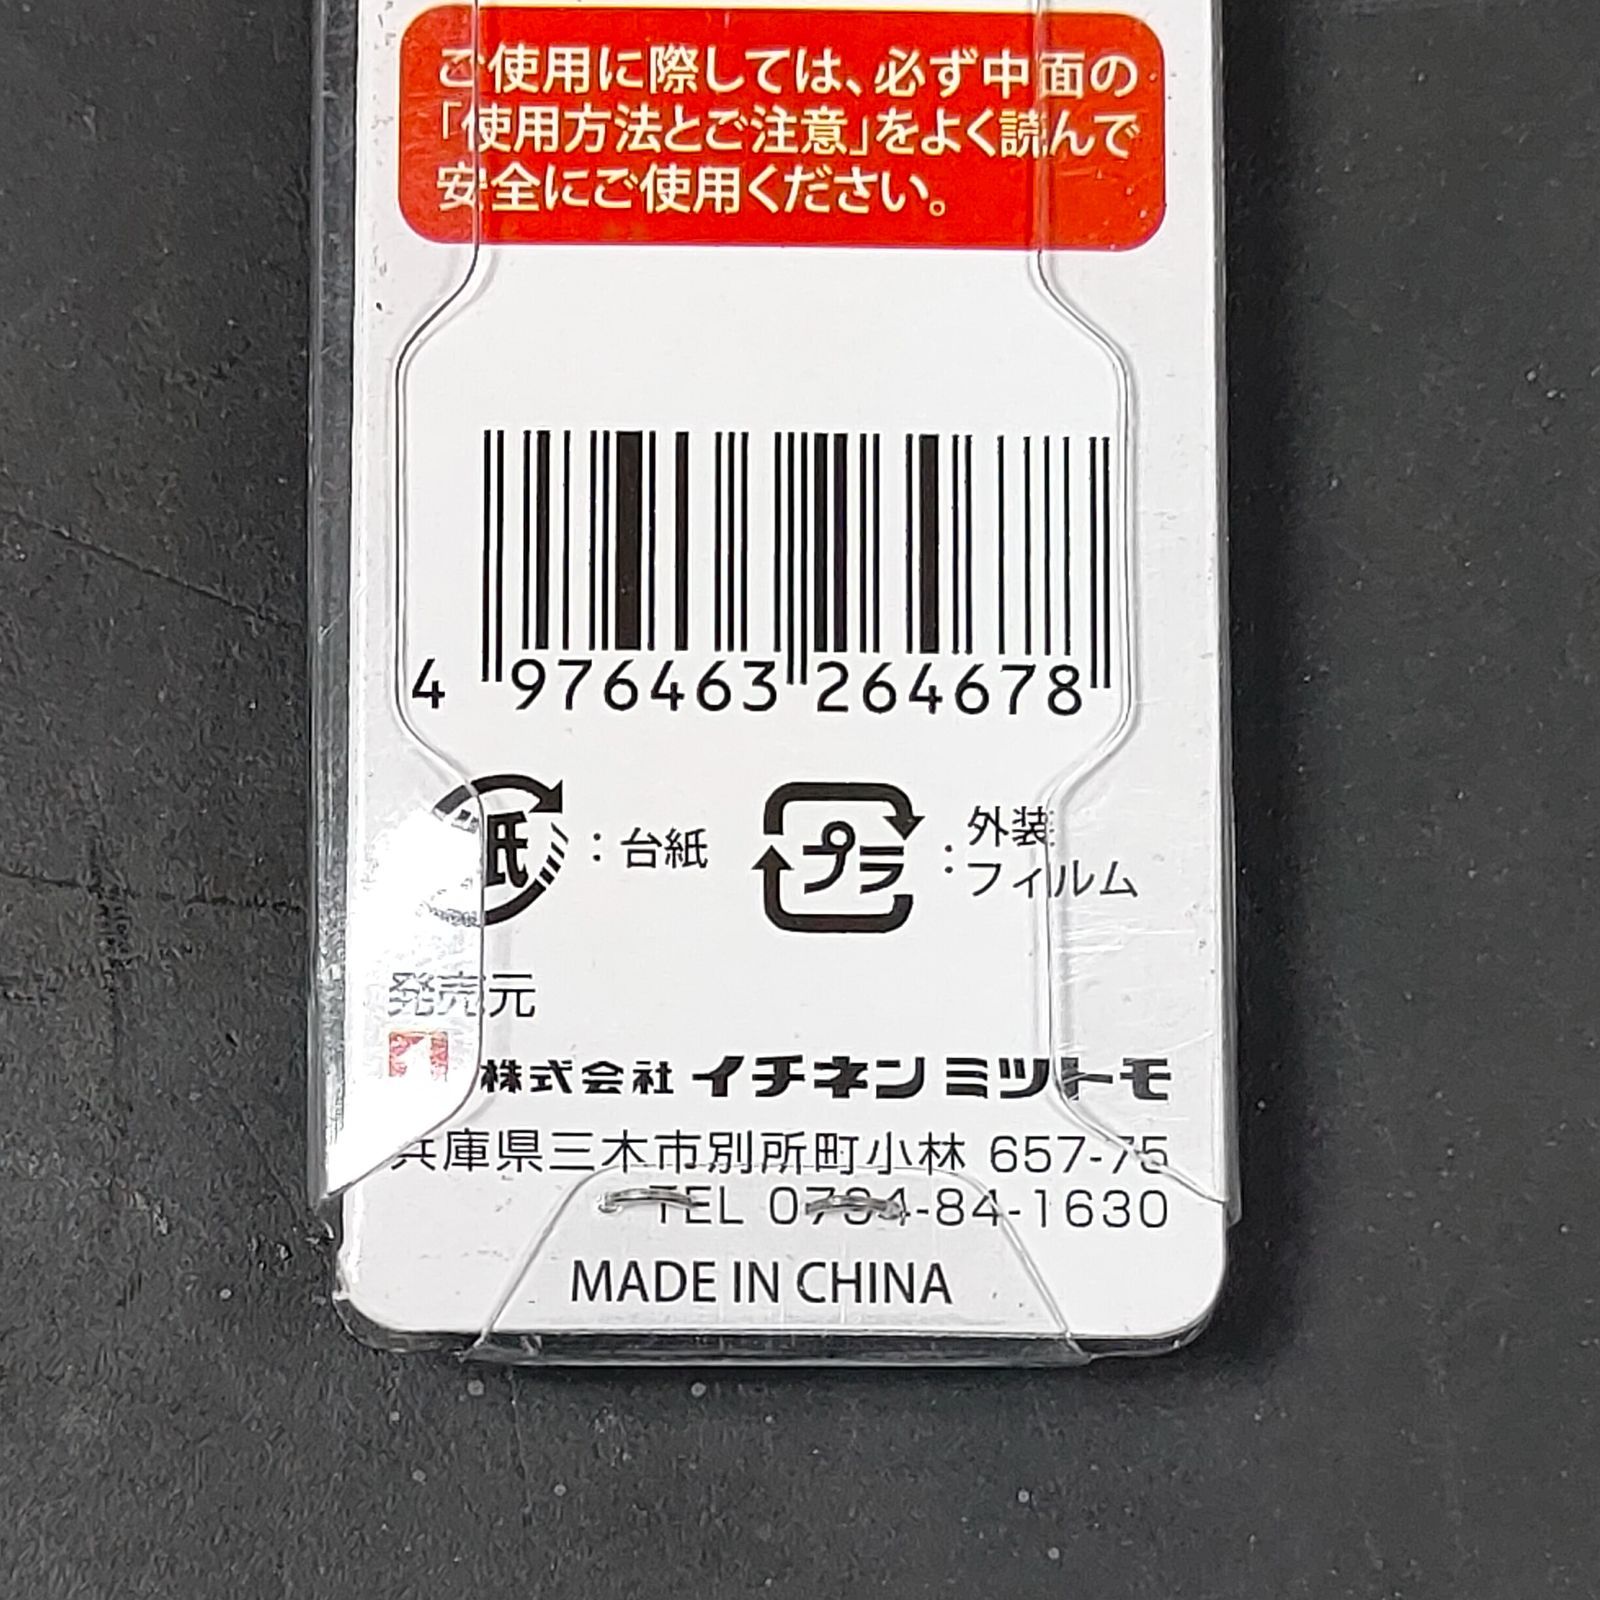 ご使用に際しては、必ず中面の
「使用方法とご注意」をよく読んで
安全にご使用ください。
4 976463 264678
紙 : 台紙
プラ : 外装
フィルム
発売元
株式会社 イチネンミツトモ
兵庫県三木市別所町小林 657-75
TEL 0794-84-1630
MADE IN CHINA